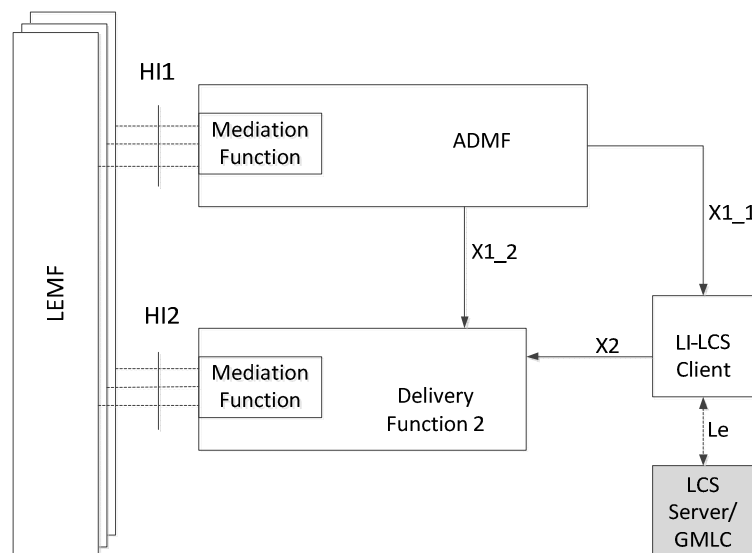 HI1
Mediation
Function
ADMF
X1_1
X1_2
LEMF
HI2
Mediation
Function
Delivery
Function 2
X2
LI-LCS
Client
Le
LCS
Server/
GMLC